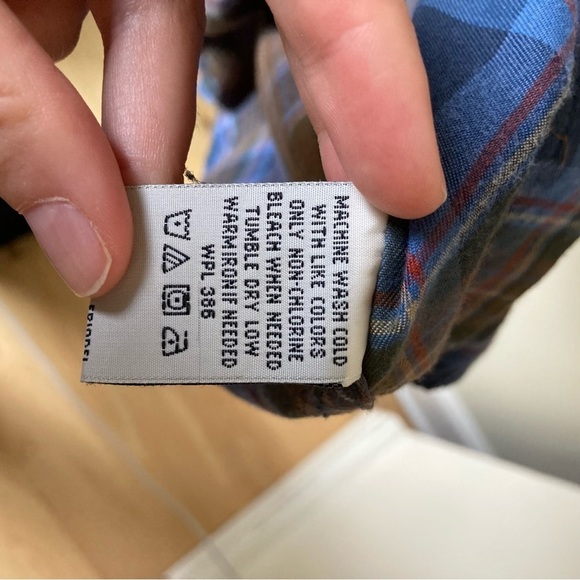 MACHINE WASH COLD
WITH LIKE COLORS
ONLY NON-CHLORINE
BLEACH WHEN NEEDED
TUMBLE DRY LOW
WARM IRON IF NEEDED
WPL 386